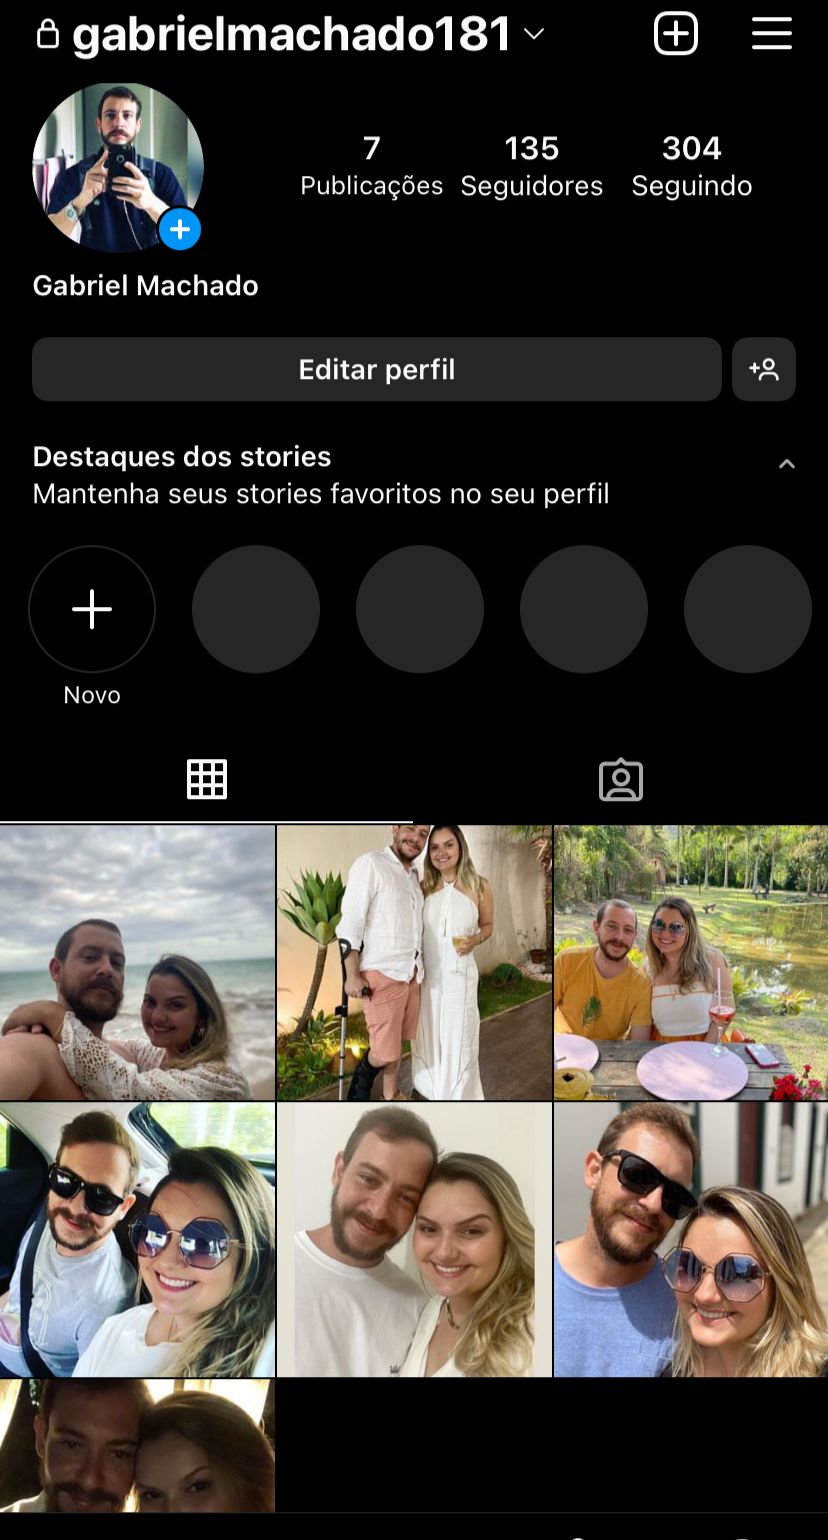 gabrielmachado181
7 135 304
Publicações Seguidores Seguindo
Gabriel Machado
Editar perfil
Destaques dos stories
Mantenha seus stories favoritos no seu perfil
Novo